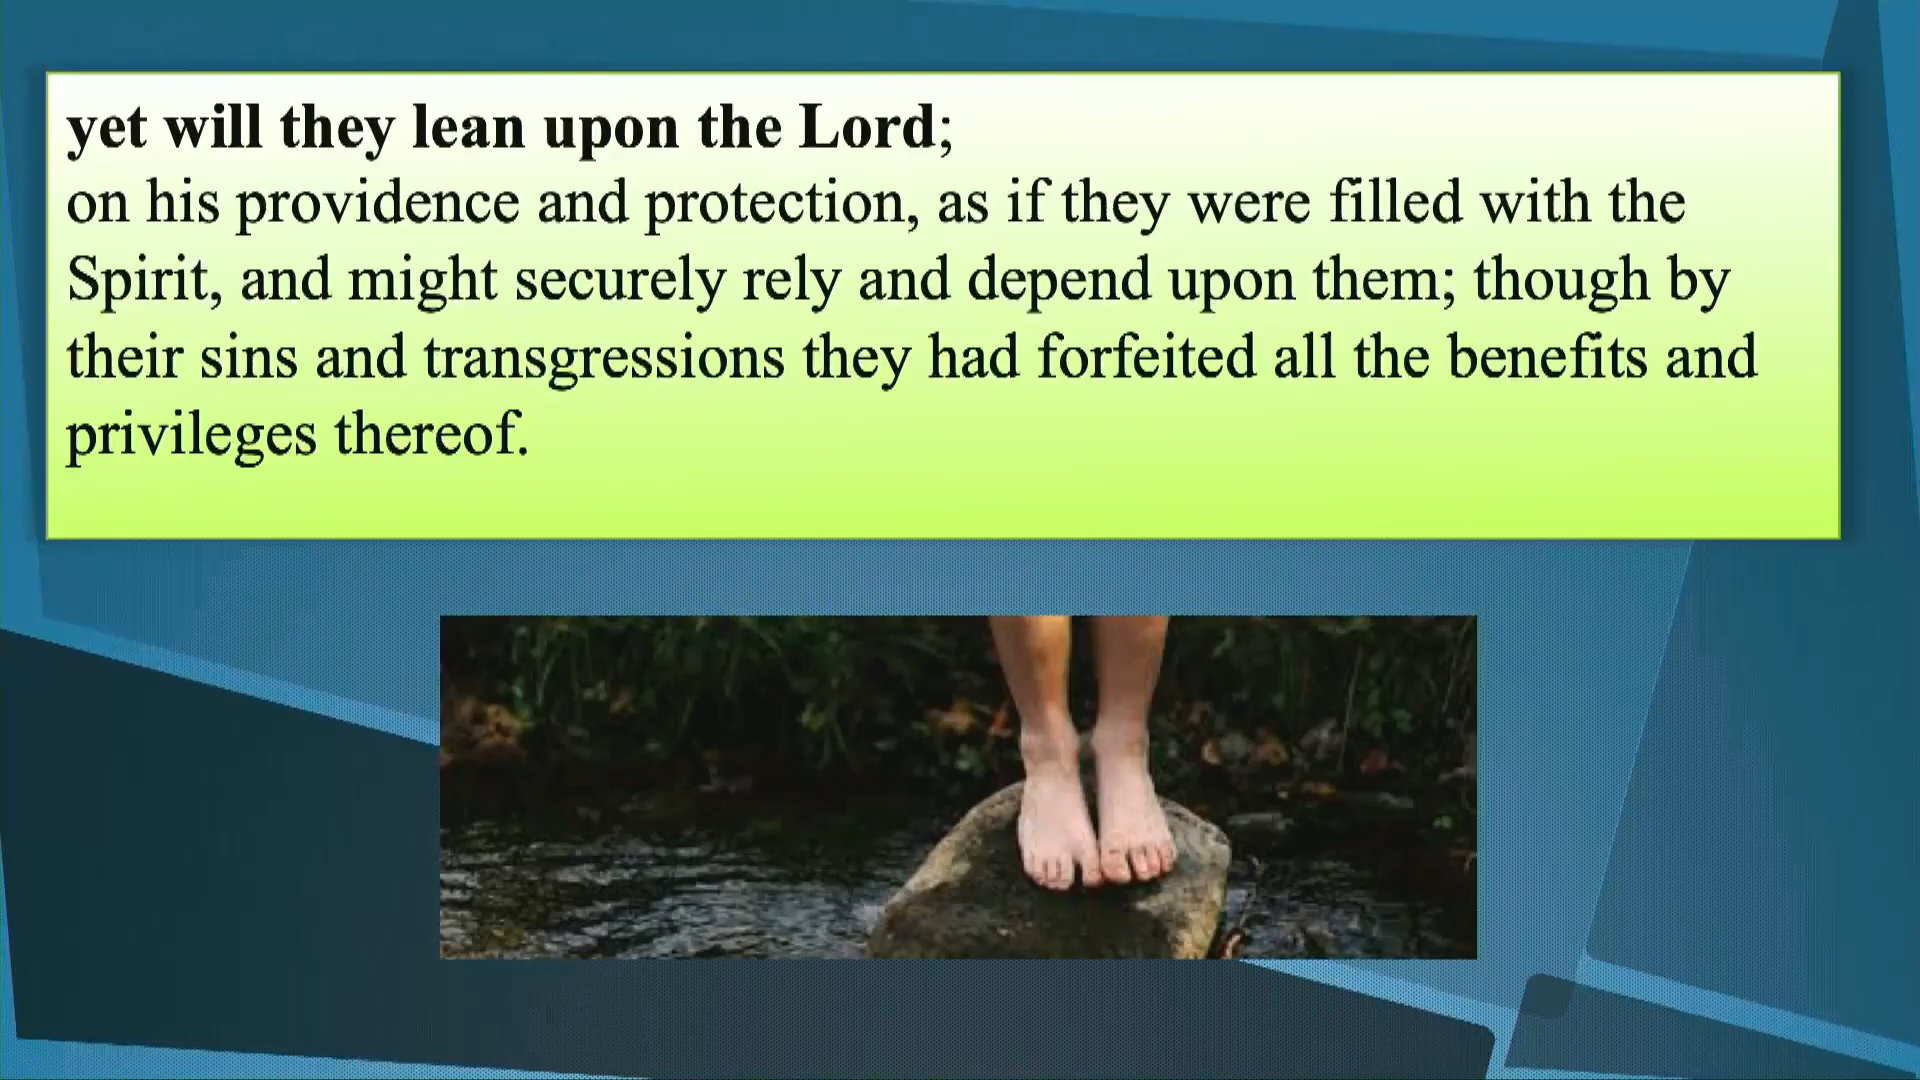 yet will they lean upon the Lord;
on his providence and protection, as if they were filled with the
Spirit, and might securely rely and depend upon them; though by
their sins and transgressions they had forfeited all the benefits and
privileges thereof.